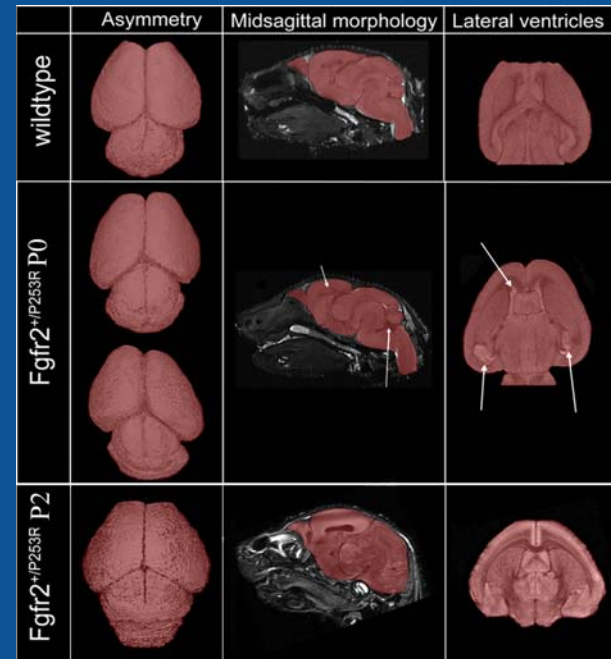 Asymmetry
Midsagittal morphology
Lateral ventricles
wildtype
Fgfr2+/P253R P0
Fgfr2+/P253R P2